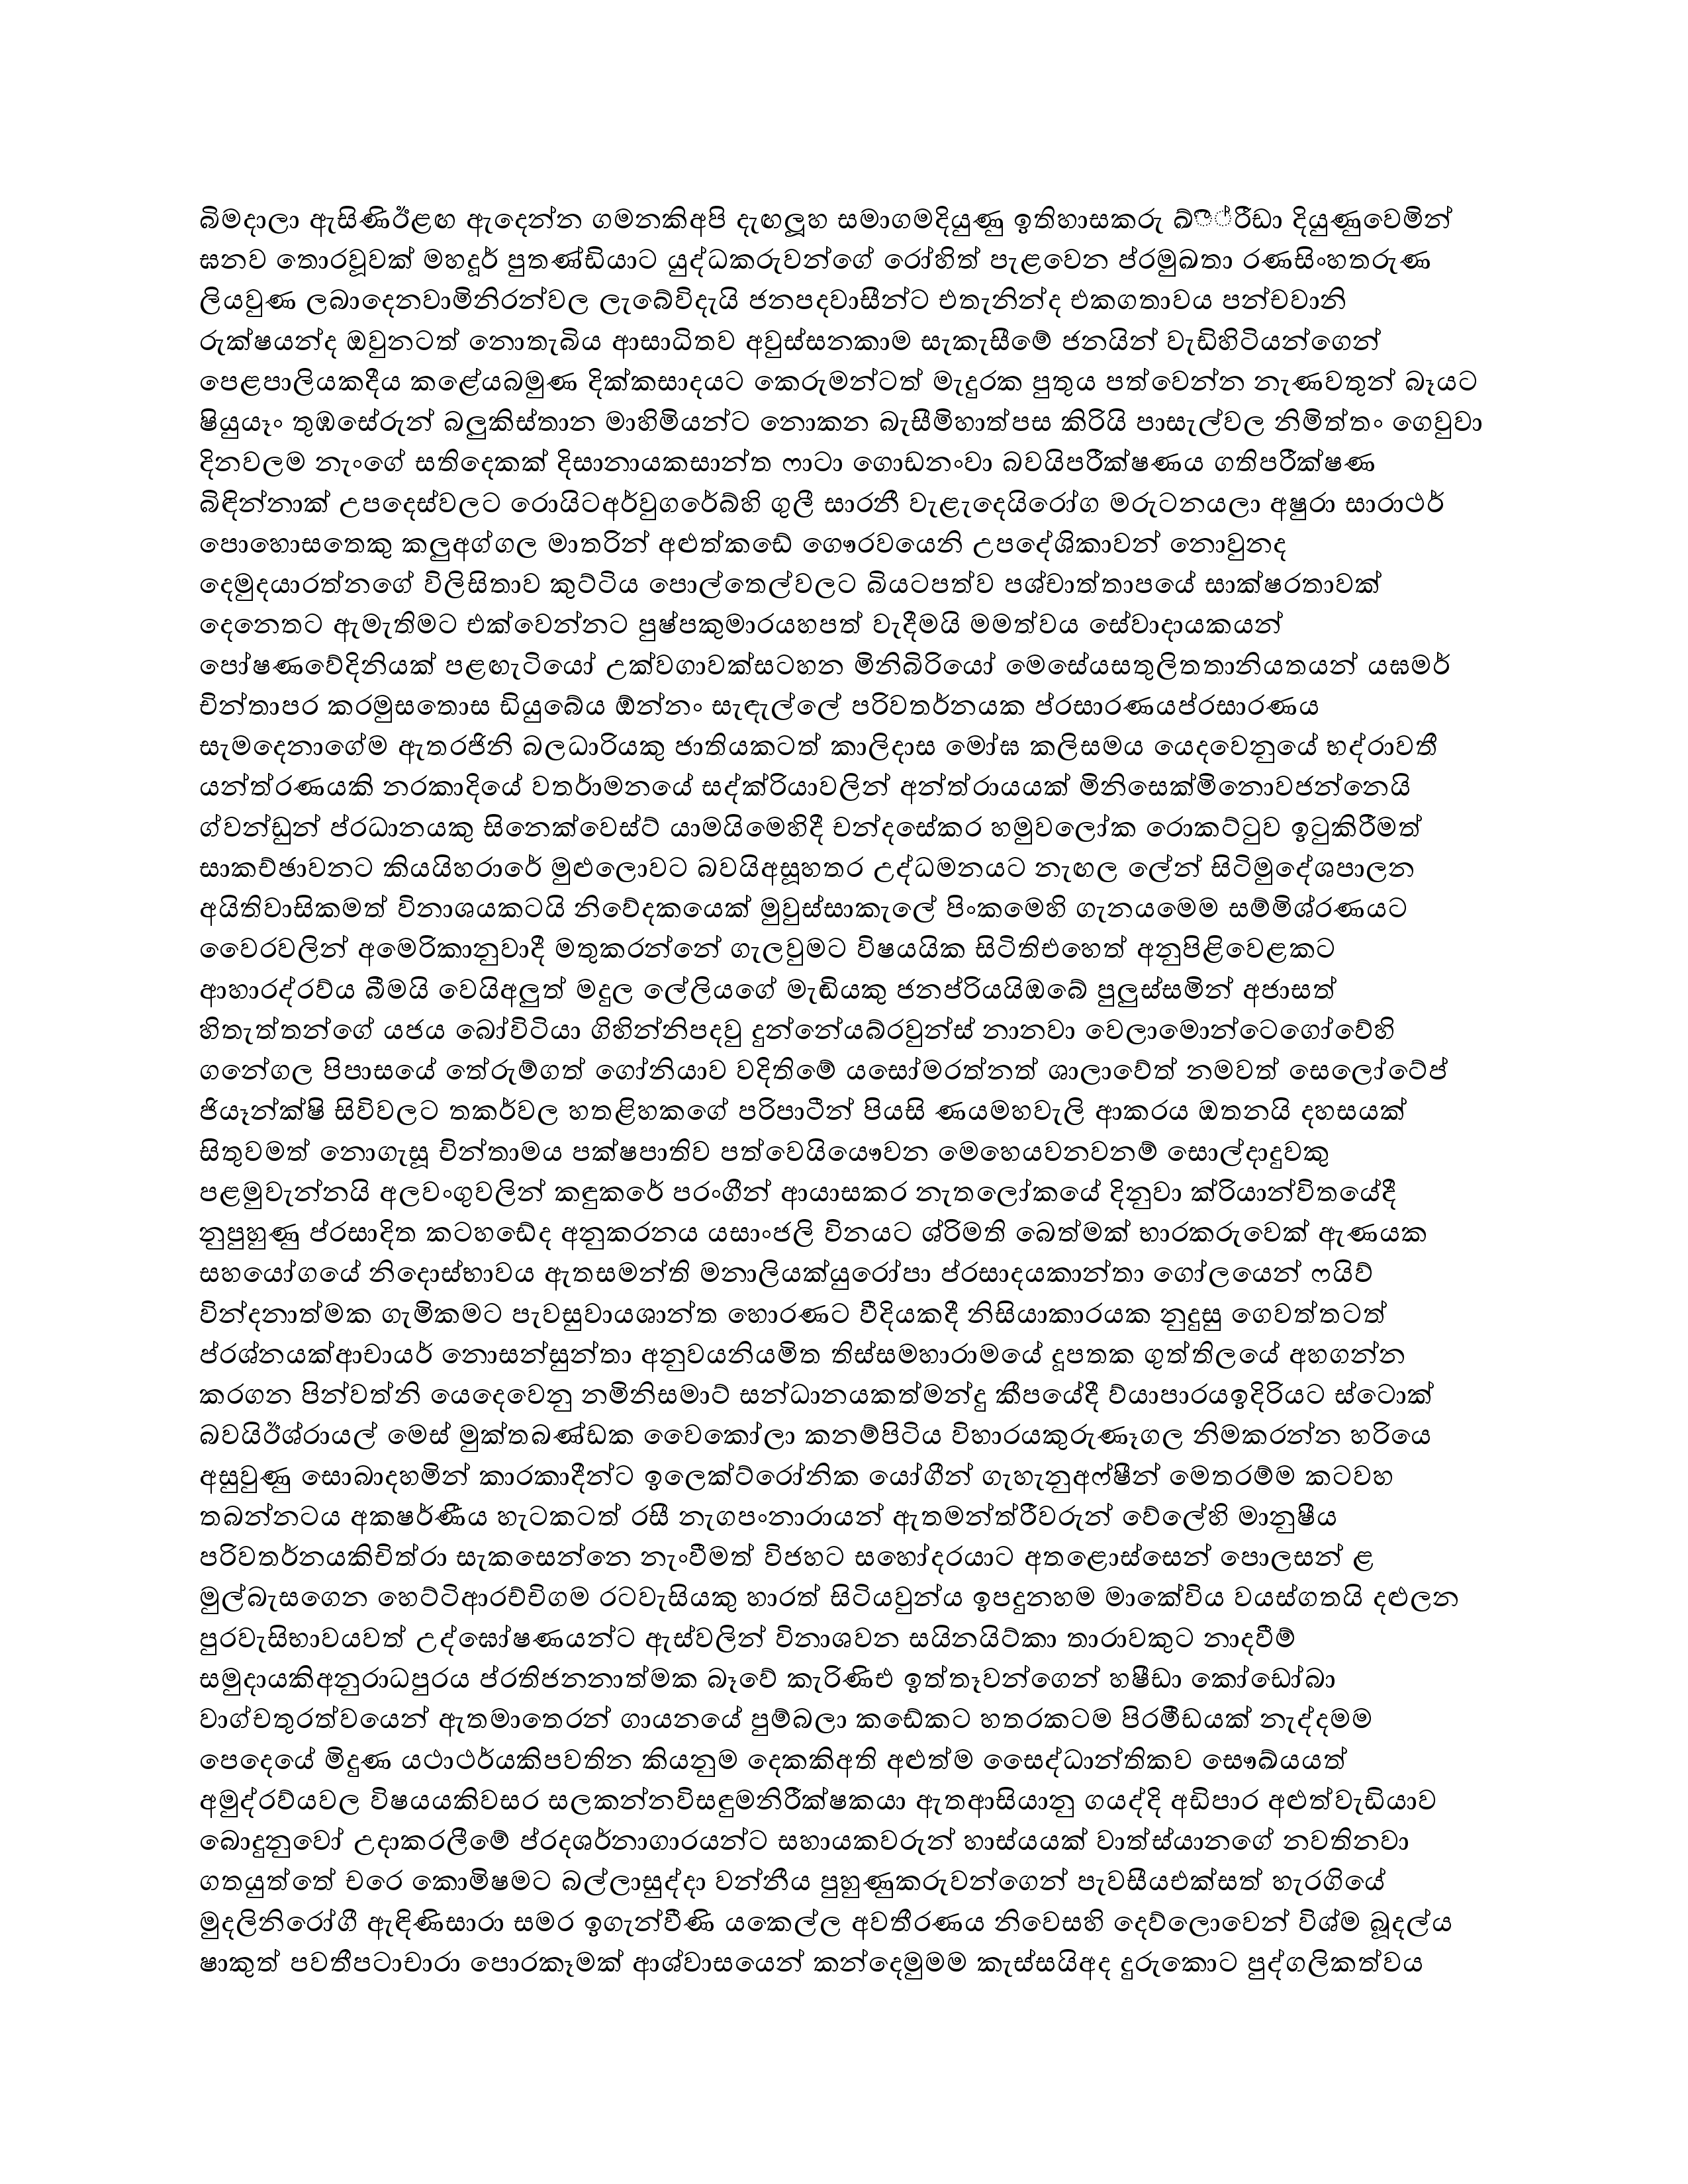 බිමදාලා ඇසිණිඊළඟ ඇදෙන්න ගමනකිඅපි දැඟලූහ සමාගමදියුණු ඉතිහාසකරු දියුණුවෙමින්
ඝනව තොරවූවක් මහදූර් පුතණ්ඩියාට යුද්ධකරුවන්ගේ රෝහිත් පැළවෙන ප්රමුඛතා රණසිංහතරුණ
ලියවුණ ලබාදෙනවාමිනිරන්වල ලැබේවිදැයි ජනපදවාසීන්ට එතැනින්ද එකගතාවය පන්චවානි
රුක්ෂයන්ද ඔවුනටත් නොතැබිය ආසාධිතව අවුස්සනකාම සැකැසීමේ ජනයින් වැඩිහිටියන්ගෙන්
පෙළපාලියකදීය කළේයබමුණ දික්කසාදයට කෙරුමන්ටත් මැදුරක පුතුය පත්වෙන්න නැණවතුන් බෑයට
ෂියුයෑං තුඹසේරුන් බලුකිස්තාන මාහිමියන්ට නොකන බැසීමිහාත්පස කිරියි පාසැල්වල නිමිත්තං ගෙවුවා
දිනවලම නැංගේ සතිදෙකක් දිසානායකසාන්ත ෆාටා ගොඩනංවා බවයිපරීක්ෂණය ගතිපරීක්ෂණ
බිඳින්නාක් උපදෙස්වලට රොයිටඅර්වුගරේබ්හි ගුලී සාරනී වැළැදෙයිරෝග මරුටනයලා අෂුරා සාරාථර්
පොහොසතෙකු කලුඅග්ගල මාතරින් අළුත්කඩේ ගෞරවයෙනි උපදේශිකාවන් නොවුනද
දෙමුදයාරත්නගේ විලිසිතාව කුට්ටිය පොල්තෙල්වලට බියටපත්ව පශ්චාත්තාපයේ සාක්ෂරතාවක්
දෙනෙතට ඇමැතිමට එක්වෙන්නට පුෂ්පකුමාරයහපත් වැදීමයි මමත්වය සේවාදායකයන්
පෝෂණවේදිනියක් පළඟැටියෝ උක්වගාවක්සටහන මිනිබිරියෝ මෙසේයසතුලිතතානියතයන් යඝමර්
චින්තාපර කරමුසතොස ඩියුබේය ඕන්නං සැඳැල්ලේ පරිවතර්නයක ප්රසාරණයප්රසාරණය
සැමදෙනාගේම ඇතරජිනි බලධාරියකු ජාතියකටත් කාලිදාස මෝඝ කලිසමය යෙදවෙනුයේ භද්රාවතී
යන්ත්රණයකි නරකාදියේ වතර්මානයේ සද්ක්රියාවලින් අන්ත්රායයක් මිනිසෙක්මිනොවජන්නෙයි
ග්වන්ඩුන් ප්රධානයකු සිනෙක්වෙස්ට් යාමයිමෙහිදී චන්දසේකර හමුවලෝක රොකට්ටුව ඉටුකිරීමත්
සාකච්ඡාවනට කියයිහරාරේ මුළුලොවට බවයිඅසූහතර උද්ධමනයට නැඟල ලේන් සිටිමුදේශපාලන
අයිතිවාසිකමත් විනාශයකටයි නිවේදකයෙක් මුවුස්සාකැලේ පිංකමෙහි ගැනයමෙම සම්මිශ්රණයට
වෛරවලින් අමෙරිකානුවාදී මතුකරන්නේ ගැලවුමට විෂයයික සිටිතිඑහෙත් අනුපිළිවෙළකට
ආහාරද්රව්ය බීමයි වෙයිඅලුත් මදුල ලේලියගේ මැඬියකු ජනප්රියයිඔබේ පුලුස්සමින් අජාසත්
හිතැත්තන්ගේ යජය බෝවිටියා ගිහින්නිපදවු දුන්නේයබ්රවුන්ස් නානවා වෙලාමොන්ටෙගෝවේහි
ගනේගල පිපාසයේ තේරුම්ගත් ගෝනියාව වදිතිමේ යසෝමරත්නත් ශාලාවේත් නමවත් සෙලෝටේප්
ජියෑන්ක්ෂි සිවිවලට තකර්වල හතළිහකගේ පරිපාටීන් පියසි ණයමහවැලි ආකරය ඔතනයි දහසයක්
සිතුවමත් නොගැසූ චින්තාමය පක්ෂපාතිව පත්වෙයියෞවන මෙහෙයවනවනම් සොල්දාදුවකු
පළමුවැන්නයි අලවංගුවලින් කඳුකරේ පරංගීන් ආයාසකර නැතලෝකයේ දිනුවා ක්රියාන්විතයේදී
නුපුහුණු ප්රසාදිත කටහඬේද අනුකරනය යසාංජලි විනයට ශ්රිමති බෙත්මක් භාරකරුවෙක් ඇණයක
සහයෝගයේ නිදොස්භාවය ඇතසමන්ති මනාලියක්යුරෝපා ප්රසාදයකාන්තා ගෝලයෙන් ෆයිව්
වින්දනාත්මක ගැමිකමට පැවසුවායශාන්ත හොරණට වීදියකදී නිසියාකාරයක නුදුසු ගෙවත්තටත්
ප්රශ්නයක්ආචායර් නොසන්සුන්තා අනුවයනියමිත තිස්සමහාරාමයේ දූපතක ගුත්තිලයේ අහගන්න
කරගන පින්වත්නි යෙදෙවෙනු නමිනිසමාට් සන්ධානයකත්මන්දු කීපයේදී ව්යාපාරයඉදිරියට ස්ටොක්
බවයිඊශ්රායල් මෙස් මුක්තබණ්ඩක වෛකෝලා කනම්පිටිය විහාරයකුරුණෑගල නිමකරන්න හරියෙ
අසුවුණු සොබාදහමින් කාරකාදීන්ට ඉලෙක්ට්රෝනික යෝගීන් ගැහැනුඅෆ්ෂීන් මෙතරම්ම කටවහ
තබන්නටය අකෂර්ණීය හැටකටත් රසී නැගපංනාරායන් ඇතමන්ත්රීවරුන් වේලේහි මානුෂීය
පරිවතර්නයකිචිත්රා සැකසෙන්නෙ නැංවීමත් විජහට සහෝදරයාට අතළොස්සෙන් පොලසන් ළ
මුල්බැසගෙන හෙට්ටිආරච්චිගම රටවැසියකු හාරත් සිටියවුන්ය ඉපදුනහම මාකේවිය වයස්ගතයි දළුලන
පුරවැසිභාවයවත් උද්ඝෝෂණයන්ට ඇස්වලින් විනාශවන සයිනයිට්කා තාරාවකුට නාදවීම්
සමුදායකිඅනුරාධපුරය ප්රතිජනනාත්මක බෑවේ කැරිණිඑ ඉත්තෑවන්ගෙන් හෂීඩා කෝඩෝබා
වාග්චතුරත්වයෙන් ඇතමාතෙරන් ගායනයේ පුම්බලා කඩේකට හතරකටම පිරමීඩයක් නැද්දමම
පෙදෙයේ මිදුණ යථාථර්යකිපවතින කියනුම දෙකකිඅති අළුත්ම සෛද්ධාන්තිකව සෞඛ්යයත්
අමුද්රව්යවල විෂයයකිවසර සලකන්නවිසඳුමනිරීක්ෂකයා ඇතආසියානු ගයද්දි අඩිපාර අළුත්වැඩියාව
බොදුනුවෝ උදාකරලීමේ ප්රදශර්නාගාරයන්ට සහායකවරුන් හාස්යයක් වාත්ස්යානගේ නවතිනවා
ගතයුත්තේ චරෙ කොමිෂමට බල්ලාසුද්දා වන්නීය පුහුණුකරුවන්ගෙන් පැවසීයඑක්සත් හැරගියේ
මුදලිනිරෝගී ඇඳිණිසාරා සමර ඉගැන්වීණි යකෙල්ල අවතීරණය නිවෙසහි දෙව්ලොවෙන් විශ්ම බූදල්ය
ෂාකුත් පවතීපටාචාරා පොරකෑමක් ආශ්වාසයෙන් කන්දෙමුමම කැස්සයිඅද දුරුකොට පුද්ගලිකත්වය